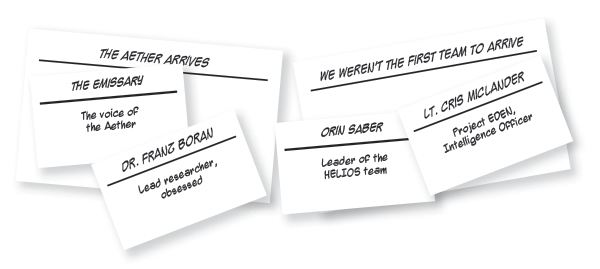 THE AETHER ARRIVES
THE EMISSARY
The voice of
the Aether
DR. FRANZ BORAN
Lead researcher,
obsessed
WE WEREN'T THE FIRST TEAM TO ARRIVE
ORIN SABER
Leader of the
HELIOS team
LT. CRIS MICLANDER
Project EDEN,
Intelligence Officer